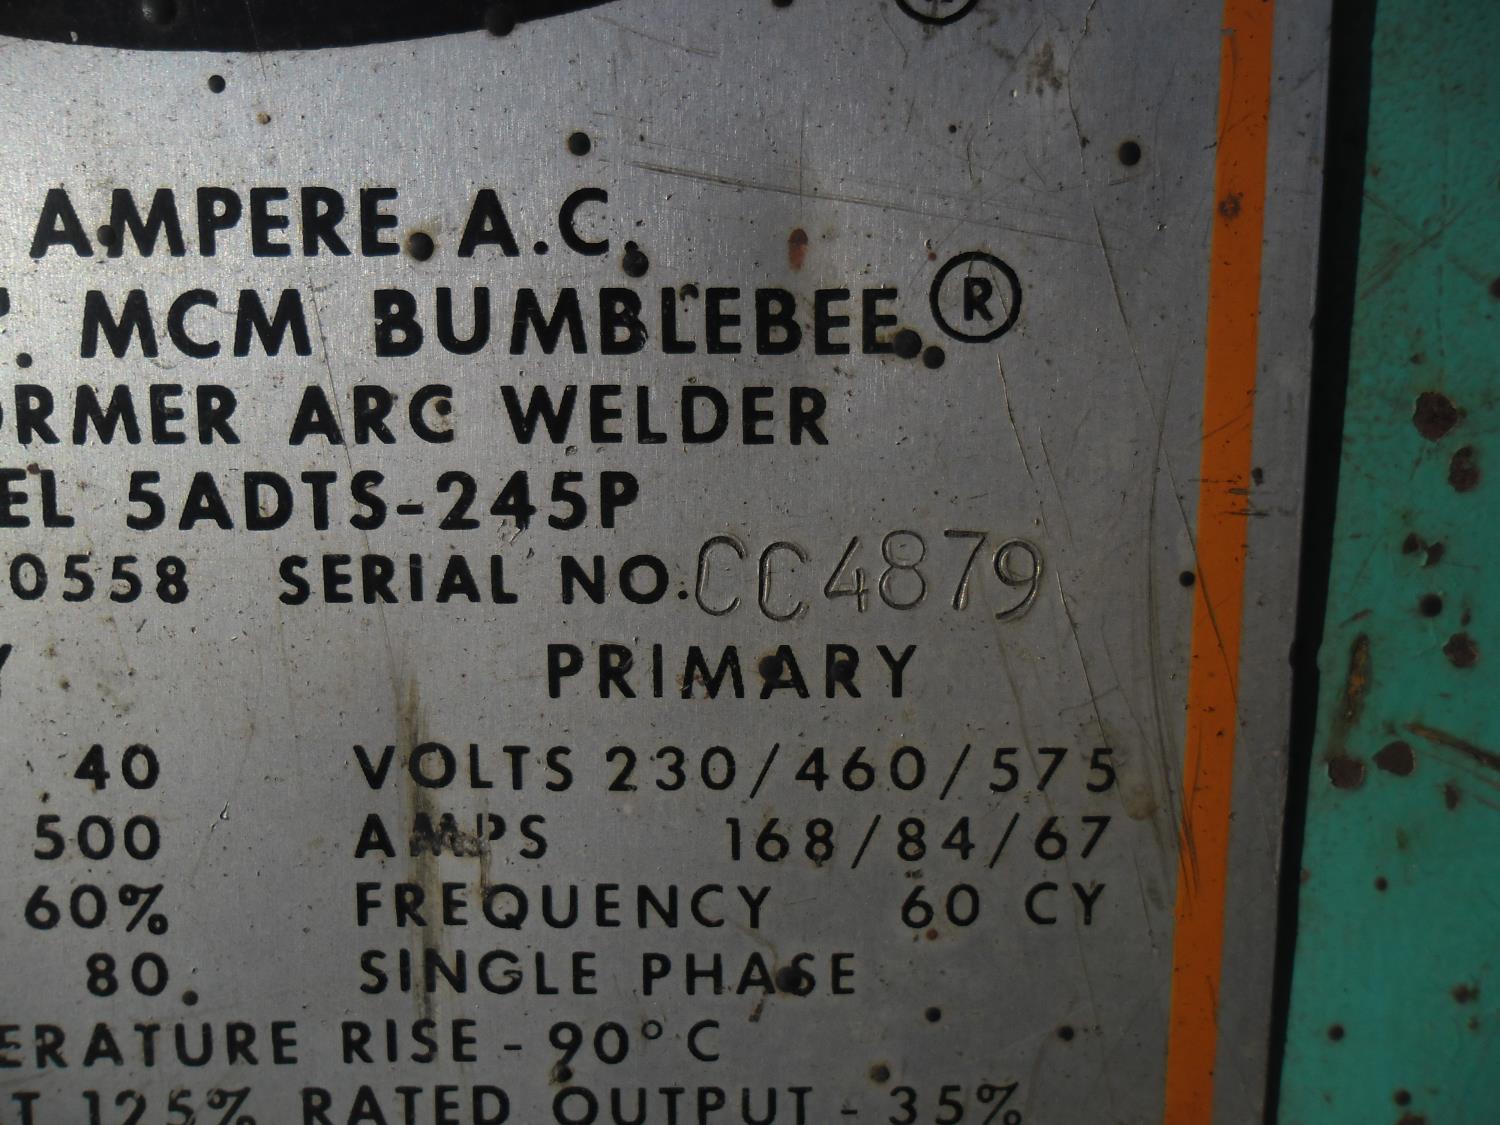 AMPERE A.C.
. MCM BUMBLEBEE ®
ORMER ARC WELDER
EL 5ADTS-245P
0558 SERIAL NO. CC4879
Y PRIMARY
40 VOLTS 230/460/575
500 AMPS 168/84/67
60% FREQUENCY 60 CY
80 SINGLE PHASE
ERATURE RISE - 90° C
T 125% RATED OUTPUT - 35%